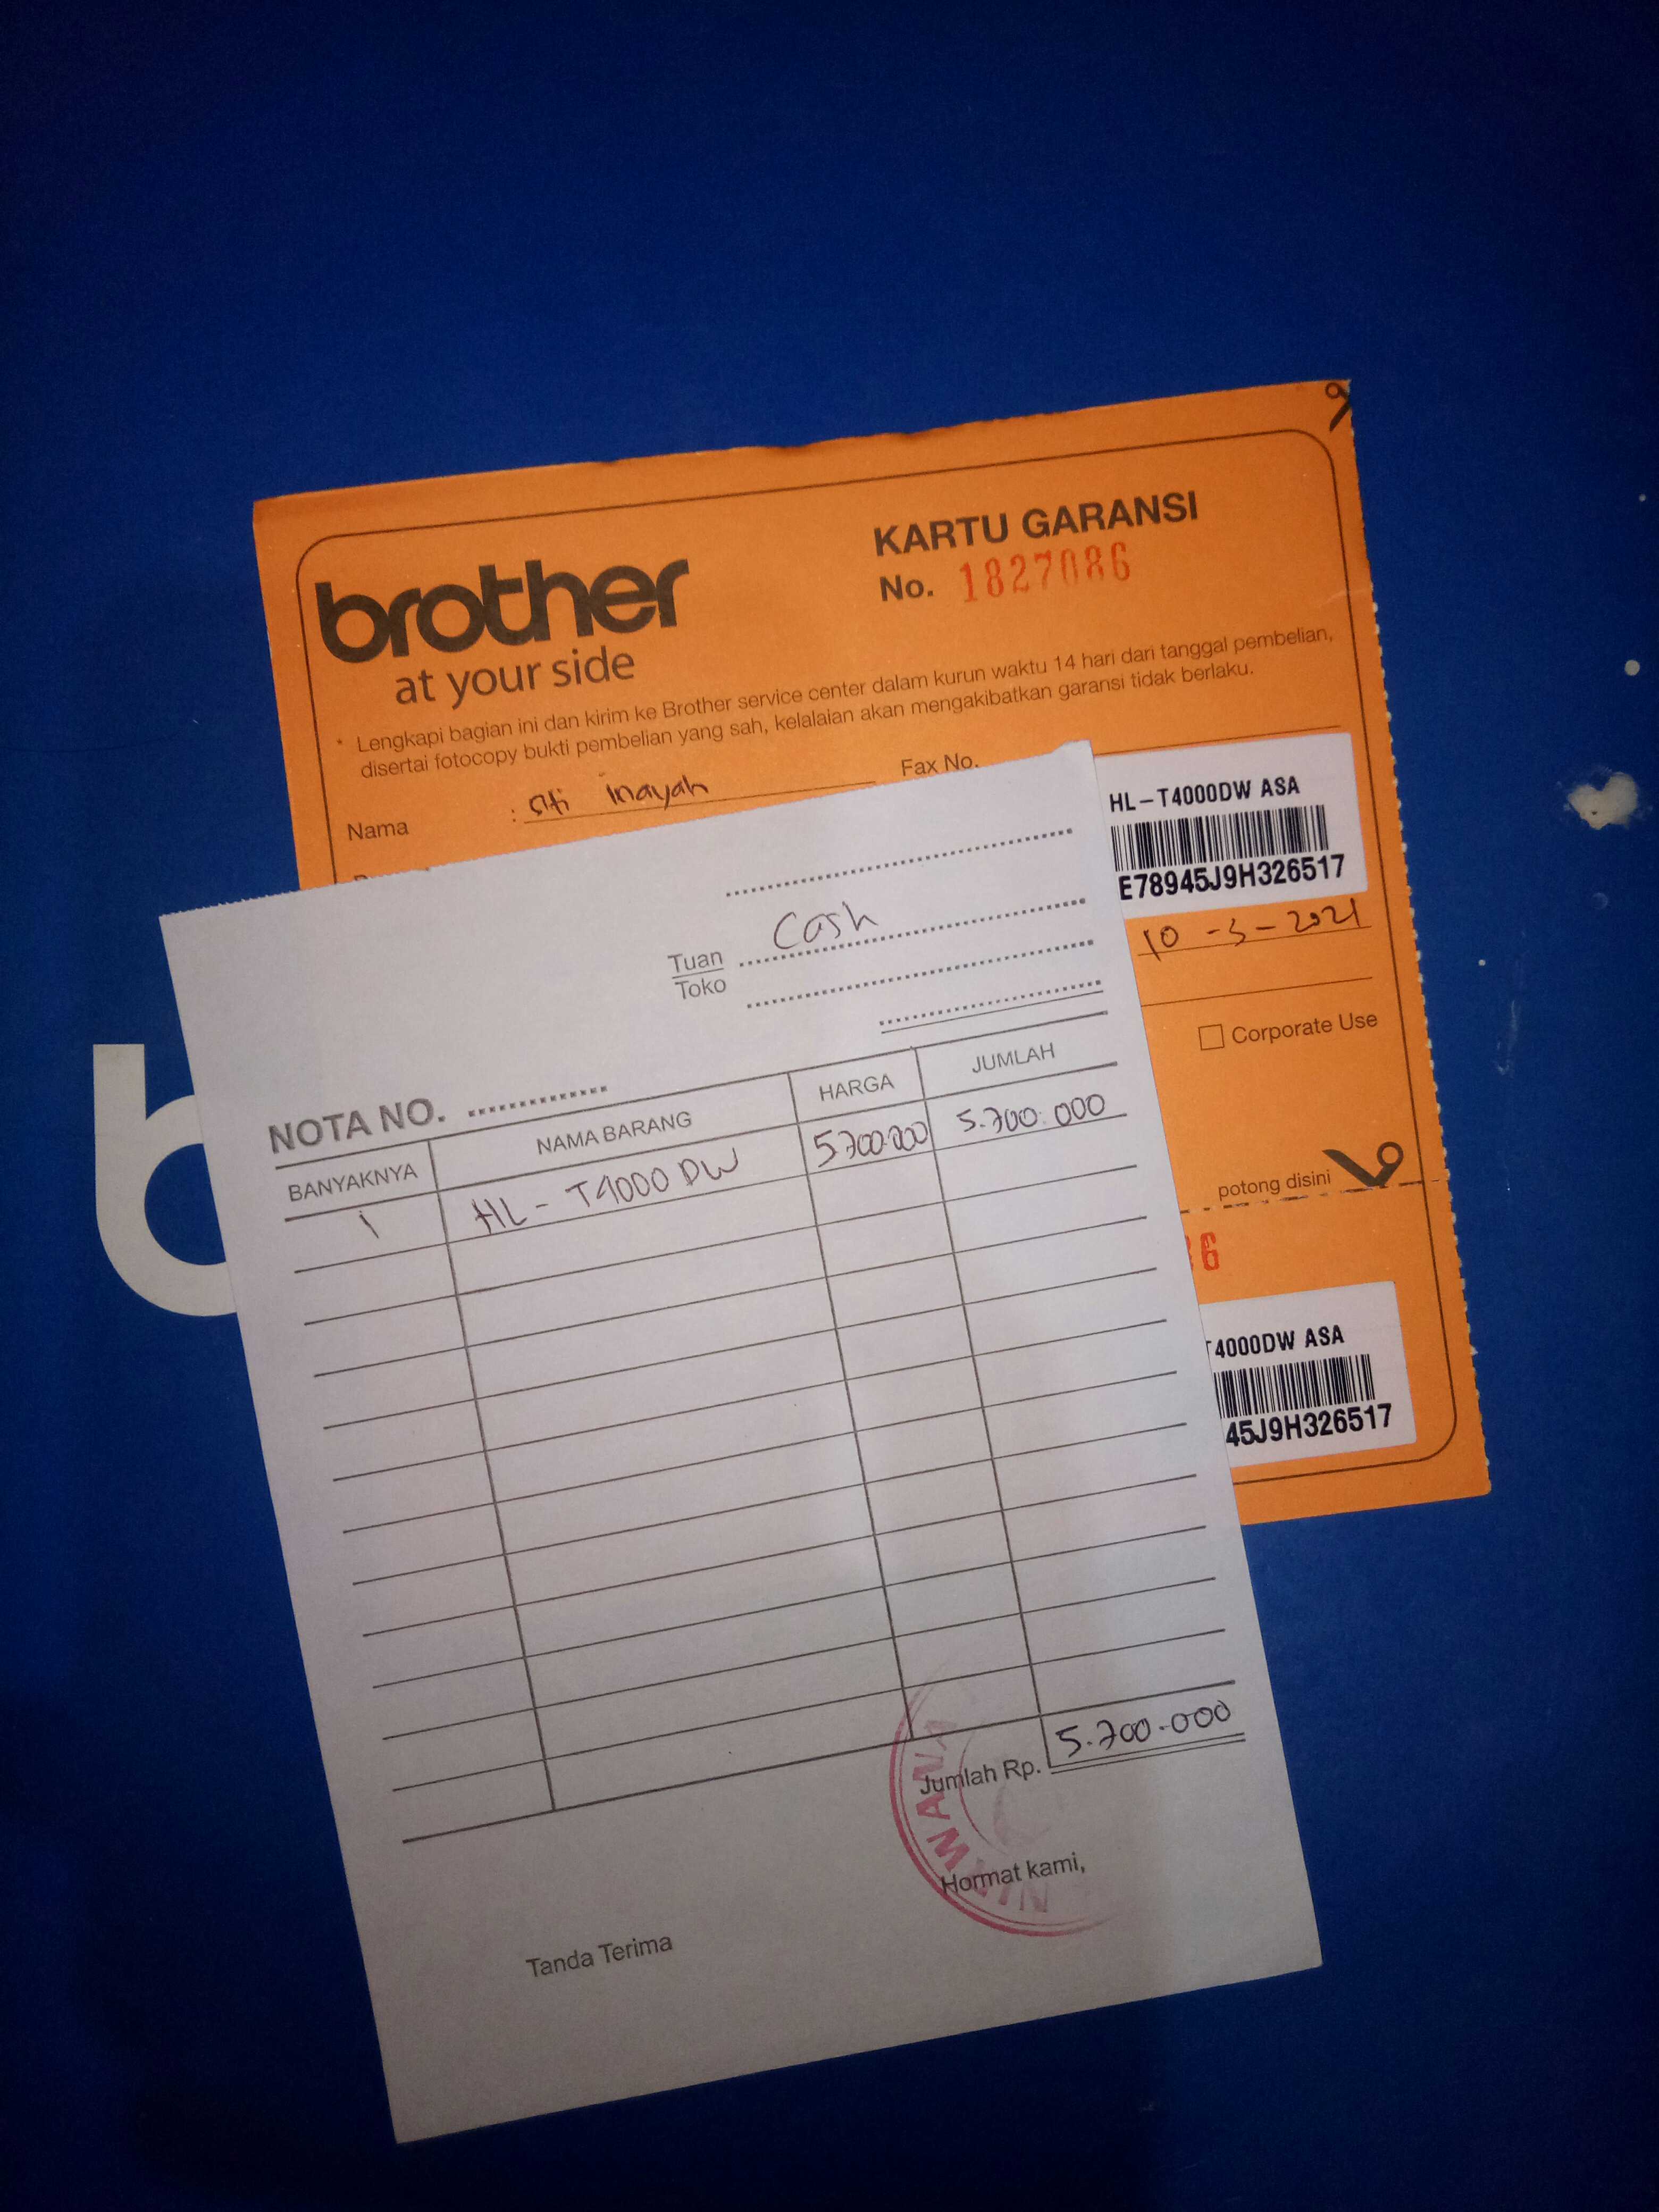 brother
at your side
KARTU GARANSI
No. 1827086
* Lengkapi bagian ini dan kirim ke Brother service center dalam kurun waktu 14 hari dari tanggal pembelian,
disertai fotocopy bukti pembelian yang sah, kelalaian akan mengakibatkan garansi tidak berlaku.
Nama : Siti Inayah
Fax No.
HL-T4000DW ASA
E78945J9H326517
10-3-2021
Corporate Use
potong disini
6
T4000DW ASA
45J9H326517
Tuan Cash
Toko
NOTA NO.
BANYAKNYA NAMA BARANG HARGA JUMLAH
1 HL-T4000DW 5.700.000 5.700.000
Jumlah Rp. 5.700.000
Hormat kami,
Tanda Terima
NIRWANA
b